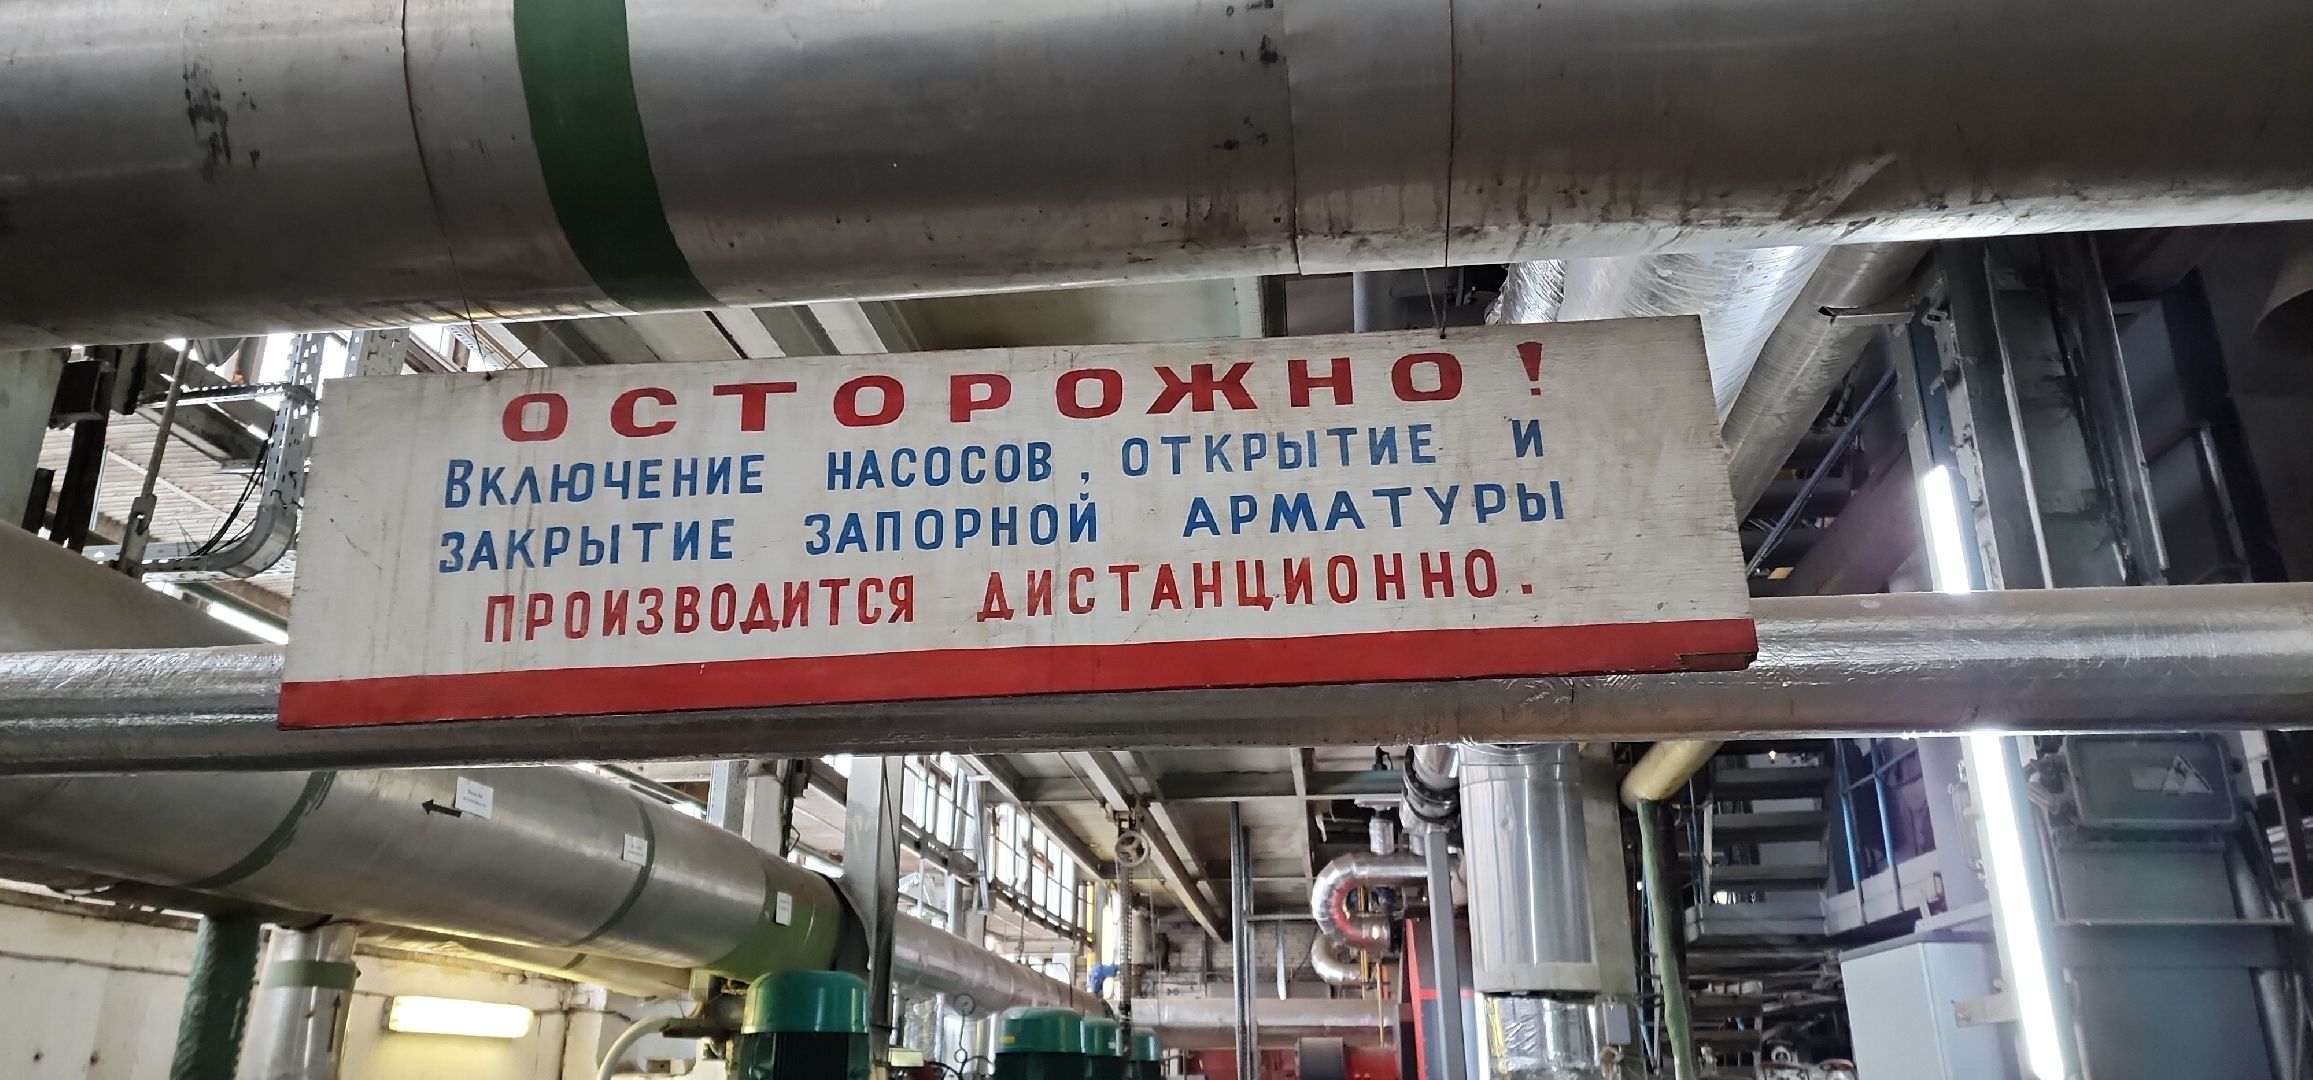 ОСТОРОЖНО!
ВКЛЮЧЕНИЕ НАСОСОВ, ОТКРЫТИЕ И
ЗАКРЫТИЕ ЗАПОРНОЙ АРМАТУРЫ
ПРОИЗВОДИТСЯ ДИСТАНЦИОННО.